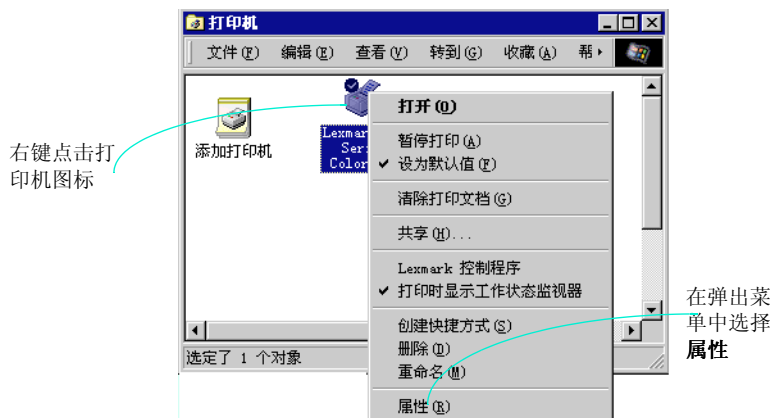 打印机
文件(F) 编辑(E) 查看(V) 转到(G) 收藏(A) 帮
添加打印机
Lexmar
Ser
Color
打开(O)
暂停打印(A)
✓ 设为默认值(F)
清除打印文档(G)
共享(H)...
Lexmark 控制程序
✓ 打印时显示工作状态监视器
创建快捷方式(S)
删除(D)
重命名(M)
属性(R)
选定了 1 个对象
右键点击打
印机图标
在弹出菜
单中选择
属性